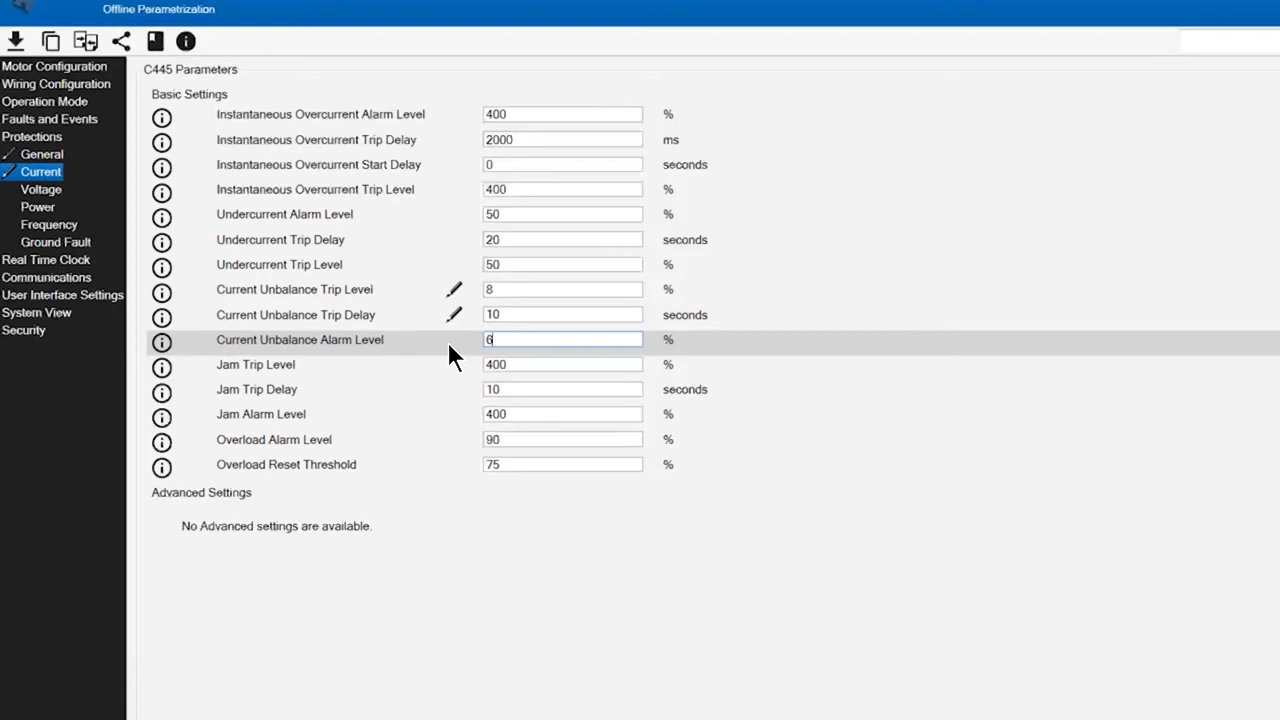 Offline Parametrization
Motor Configuration
Wiring Configuration
Operation Mode
Faults and Events
Protections
General
Current
Voltage
Power
Frequency
Ground Fault
Real Time Clock
Communications
User Interface Settings
System View
Security
C445 Parameters
Basic Settings
Instantaneous Overcurrent Alarm Level 400 %
Instantaneous Overcurrent Trip Delay 2000 ms
Instantaneous Overcurrent Start Delay 0 seconds
Instantaneous Overcurrent Trip Level 400 %
Undercurrent Alarm Level 50 %
Undercurrent Trip Delay 20 seconds
Undercurrent Trip Level 50 %
Current Unbalance Trip Level 8 %
Current Unbalance Trip Delay 10 seconds
Current Unbalance Alarm Level 6 %
Jam Trip Level 400 %
Jam Trip Delay 10 seconds
Jam Alarm Level 400 %
Overload Alarm Level 90 %
Overload Reset Threshold 75 %
Advanced Settings
No Advanced settings are available.